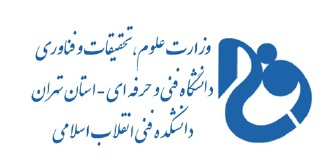 وزارت علوم، تحقیقات و فناوری
دانشگاه فنی و حرفه ای - استان تهران
دانشکده فنی انقلاب اسلامی